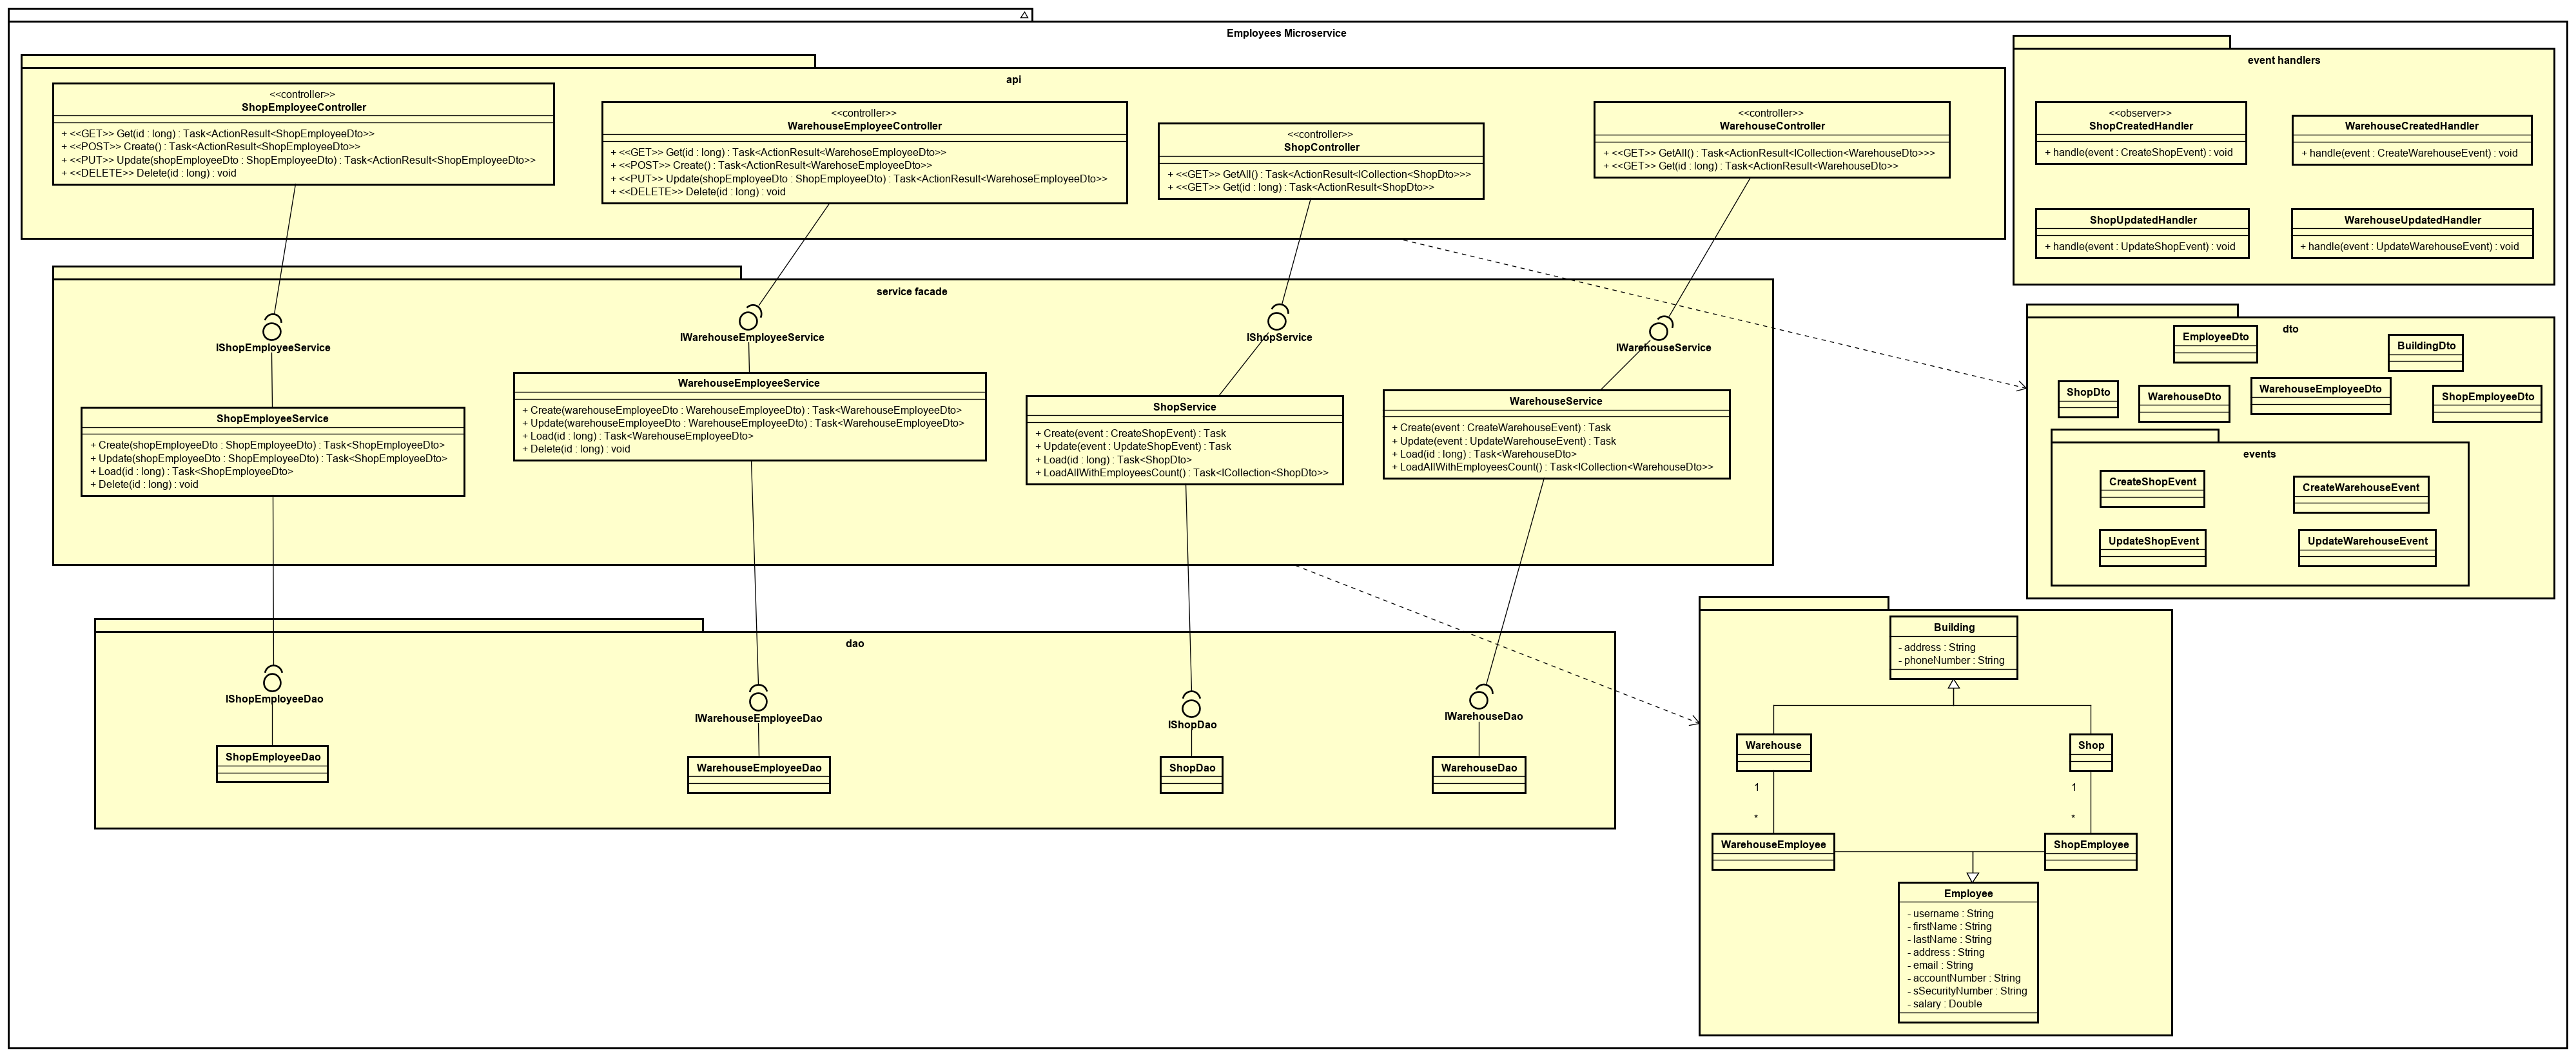 Employees Microservice
api
<<controller>>
ShopEmployeeController
+ <<GET>> Get(id : long) : Task<ActionResult<ShopEmployeeDto>>
+ <<POST>> Create() : Task<ActionResult<ShopEmployeeDto>>
+ <<PUT>> Update(shopEmployeeDto : ShopEmployeeDto) : Task<ActionResult<ShopEmployeeDto>>
+ <<DELETE>> Delete(id : long) : void
<<controller>>
WarehouseEmployeeController
+ <<GET>> Get(id : long) : Task<ActionResult<WarehoseEmployeeDto>>
+ <<POST>> Create() : Task<ActionResult<WarehoseEmployeeDto>>
+ <<PUT>> Update(shopEmployeeDto : ShopEmployeeDto) : Task<ActionResult<WarehoseEmployeeDto>>
+ <<DELETE>> Delete(id : long) : void
<<controller>>
ShopController
+ <<GET>> GetAll() : Task<ActionResult<ICollection<ShopDto>>>
+ <<GET>> Get(id : long) : Task<ActionResult<ShopDto>>
<<controller>>
WarehouseController
+ <<GET>> GetAll() : Task<ActionResult<ICollection<WarehouseDto>>>
+ <<GET>> Get(id : long) : Task<ActionResult<WarehouseDto>>
event handlers
<<observer>>
ShopCreatedHandler
+ handle(event : CreateShopEvent) : void
WarehouseCreatedHandler
+ handle(event : CreateWarehouseEvent) : void
ShopUpdatedHandler
+ handle(event : UpdateShopEvent) : void
WarehouseUpdatedHandler
+ handle(event : UpdateWarehouseEvent) : void
service facade
IShopEmployeeService
IWarehouseEmployeeService
IShopService
IWarehouseService
ShopEmployeeService
+ Create(shopEmployeeDto : ShopEmployeeDto) : Task<ShopEmployeeDto>
+ Update(shopEmployeeDto : ShopEmployeeDto) : Task<ShopEmployeeDto>
+ Load(id : long) : Task<ShopEmployeeDto>
+ Delete(id : long) : void
WarehouseEmployeeService
+ Create(warehouseEmployeeDto : WarehouseEmployeeDto) : Task<WarehouseEmployeeDto>
+ Update(warehouseEmployeeDto : WarehouseEmployeeDto) : Task<WarehouseEmployeeDto>
+ Load(id : long) : Task<WarehouseEmployeeDto>
+ Delete(id : long) : void
ShopService
+ Create(event : CreateShopEvent) : Task
+ Update(event : UpdateShopEvent) : Task
+ Load(id : long) : Task<ShopDto>
+ LoadAllWithEmployeesCount() : Task<ICollection<ShopDto>>
WarehouseService
+ Create(event : CreateWarehouseEvent) : Task
+ Update(event : UpdateWarehouseEvent) : Task
+ Load(id : long) : Task<WarehouseDto>
+ LoadAllWithEmployeesCount() : Task<ICollection<WarehouseDto>>
dto
EmployeeDto
BuildingDto
ShopDto
WarehouseDto
WarehouseEmployeeDto
ShopEmployeeDto
events
CreateShopEvent
CreateWarehouseEvent
UpdateShopEvent
UpdateWarehouseEvent
dao
IShopEmployeeDao
IWarehouseEmployeeDao
IShopDao
IWarehouseDao
ShopEmployeeDao
WarehouseEmployeeDao
ShopDao
WarehouseDao
Building
- address : String
- phoneNumber : String
Warehouse
Shop
1
1
*
*
WarehouseEmployee
ShopEmployee
Employee
- username : String
- firstName : String
- lastName : String
- address : String
- email : String
- accountNumber : String
- sSecurityNumber : String
- salary : Double